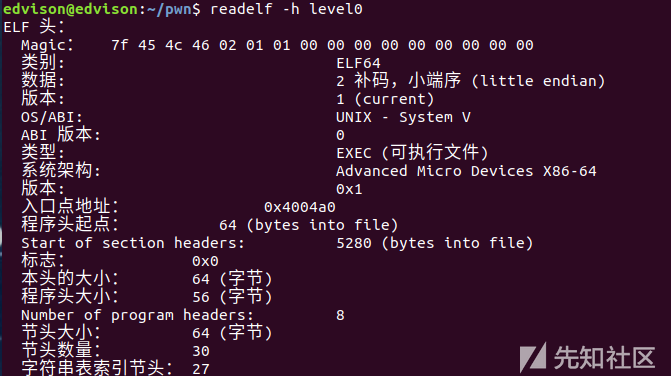 edvison@edvison:~/pwn$ readelf -h level0
ELF 头：
Magic： 7f 45 4c 46 02 01 01 00 00 00 00 00 00 00 00 00
类别: ELF64
数据: 2 补码，小端序 (little endian)
版本: 1 (current)
OS/ABI: UNIX - System V
ABI 版本: 0
类型: EXEC (可执行文件)
系统架构: Advanced Micro Devices X86-64
版本: 0x1
入口点地址： 0x4004a0
程序头起点： 64 (bytes into file)
Start of section headers: 5280 (bytes into file)
标志： 0x0
本头的大小： 64 (字节)
程序头大小： 56 (字节)
Number of program headers: 8
节头大小： 64 (字节)
节头数量： 30
字符串表索引节头： 27
先知社区